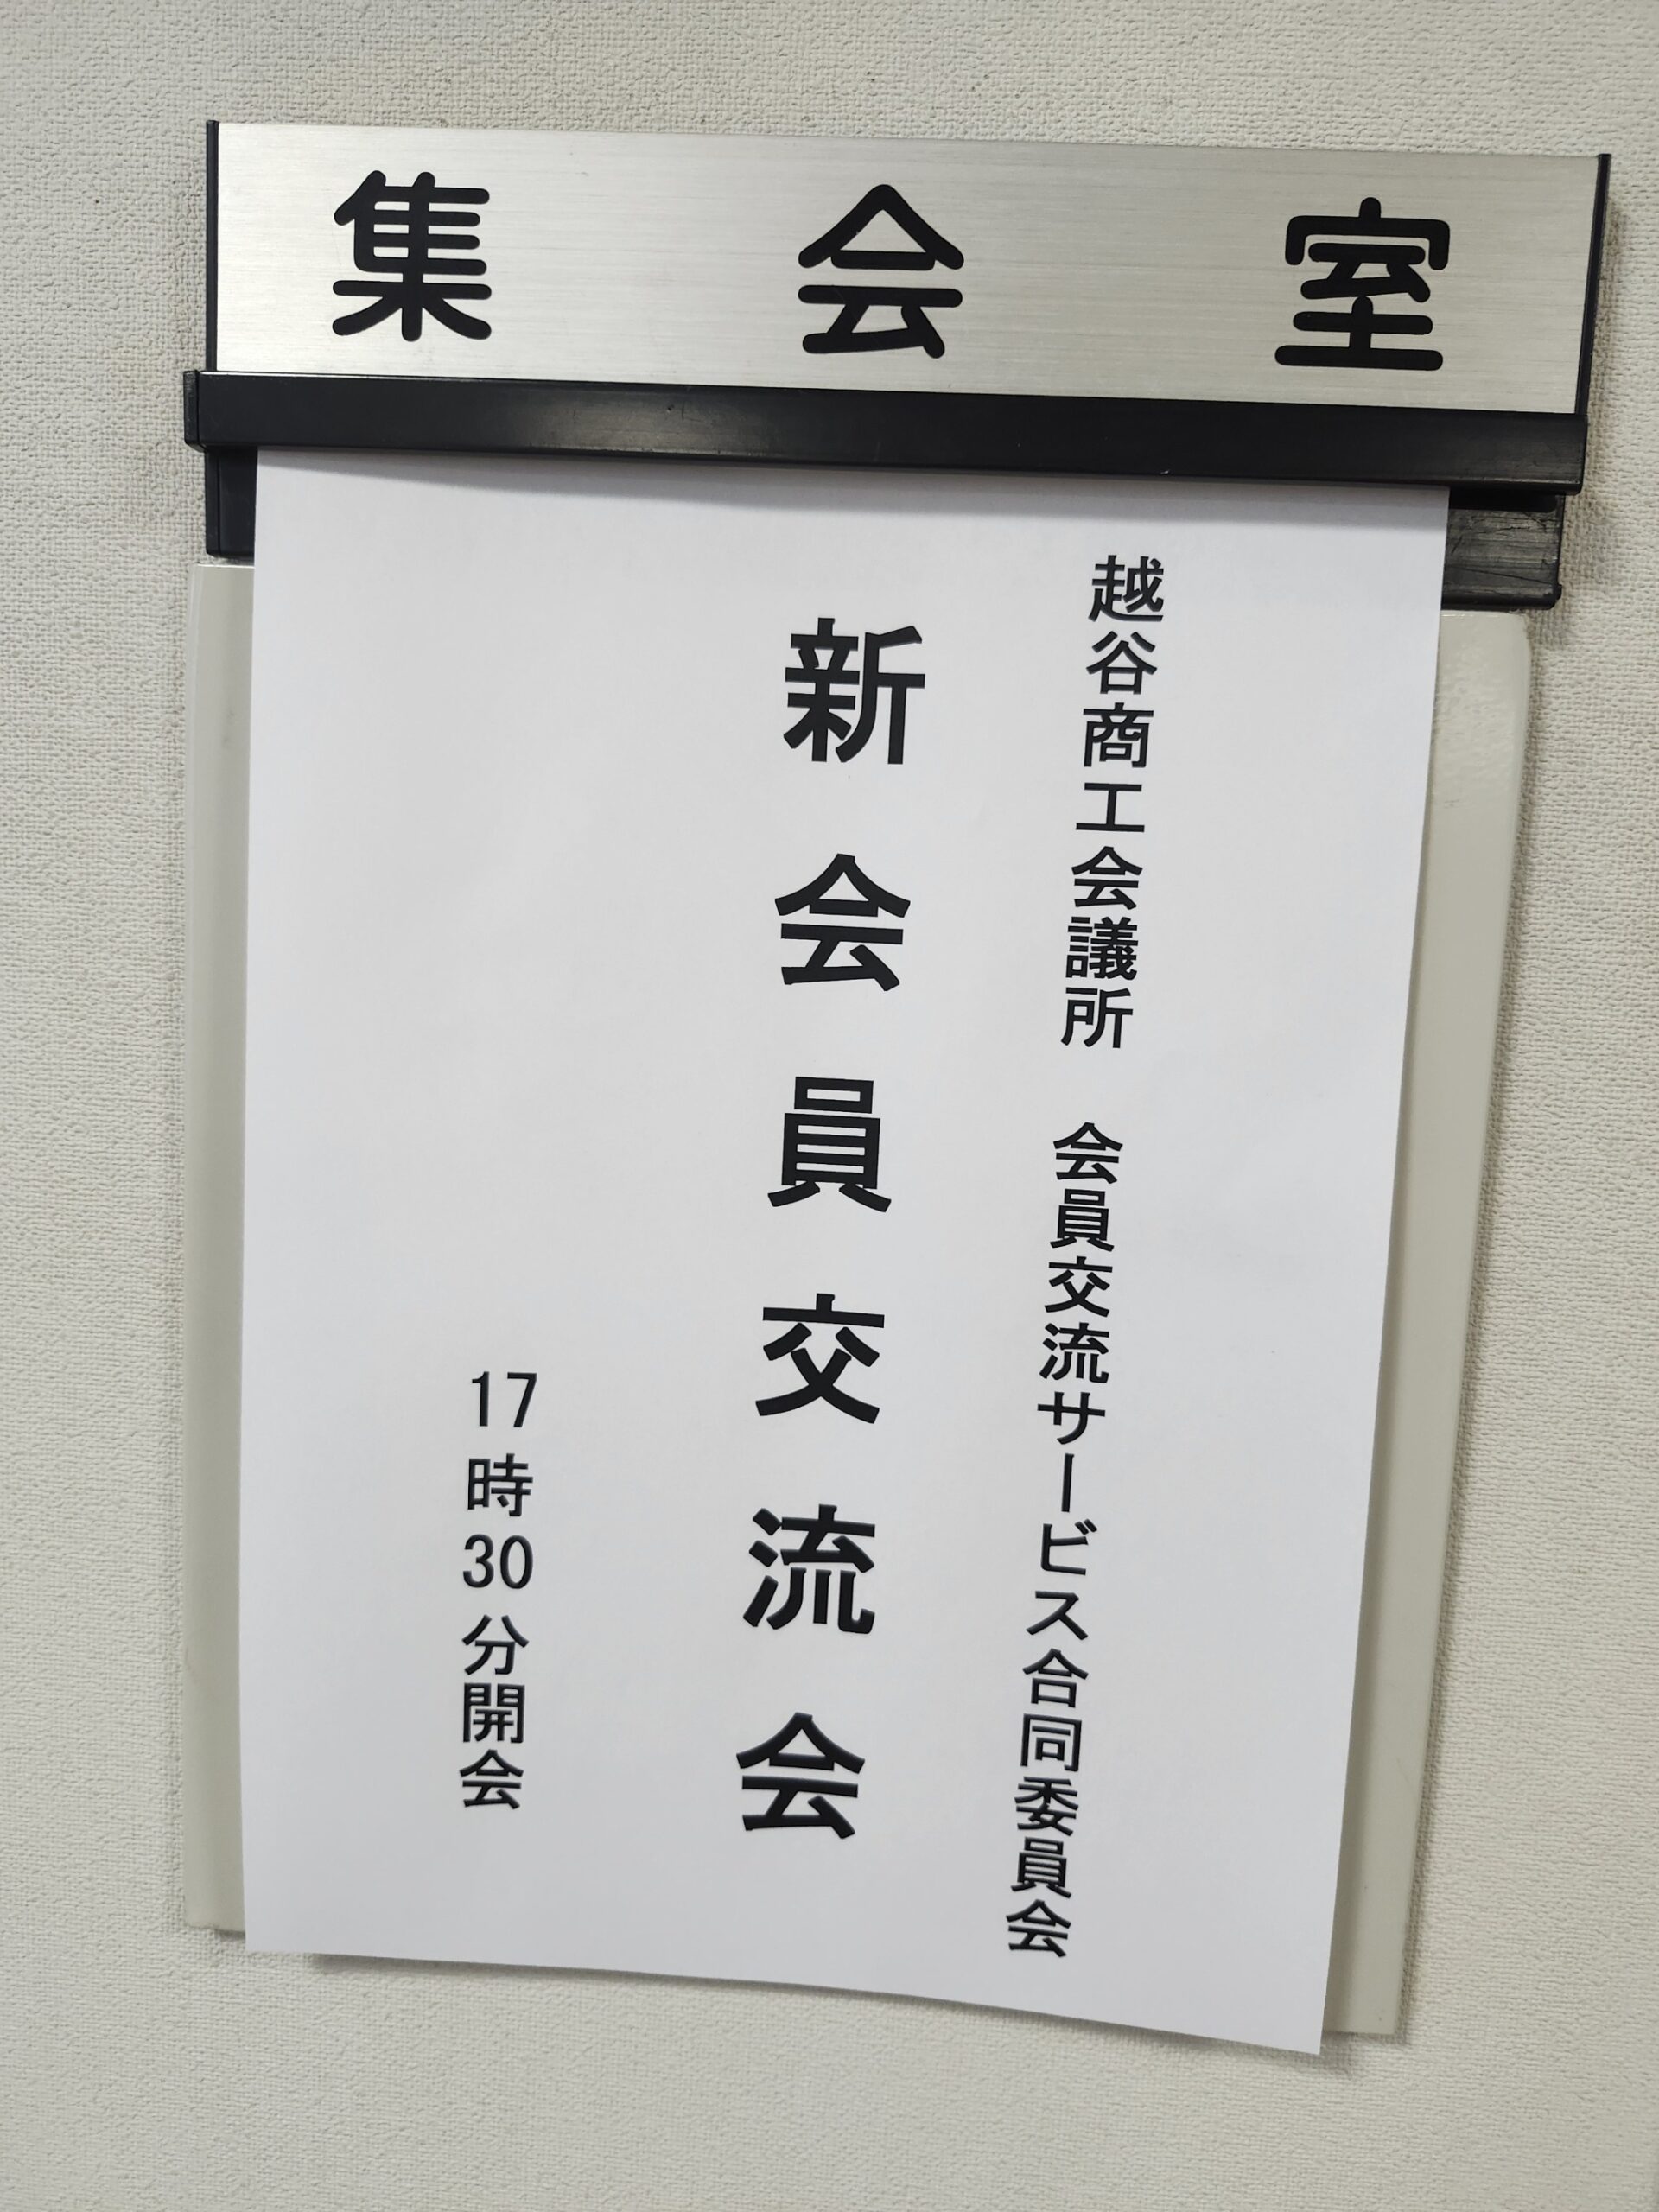 集会室
越谷商工会議所　会員交流サービス合同委員会
新会員交流会
17時30分開会